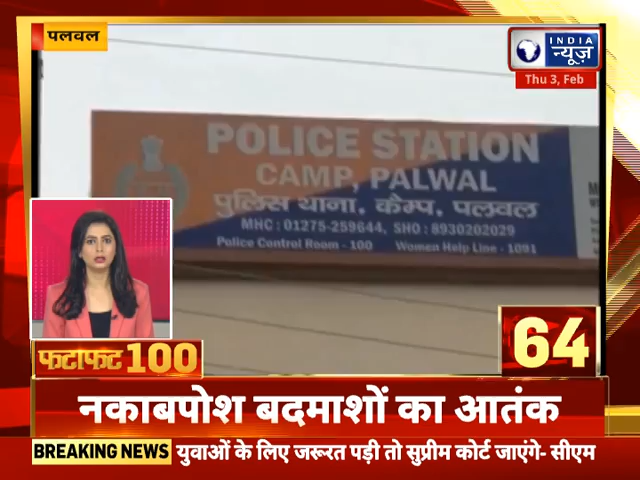 पलवल
INDIA
न्यूज़
Thu 3, Feb
POLICE STATION
CAMP, PALWAL
पुलिस थाना, कैम्प, पलवल
MHC : 01275-259644, SHO : 8930202029
Police Control Room - 100 Women Help Line - 1091
फटाफट 100
64
नकाबपोश बदमाशों का आतंक
BREAKING NEWS युवाओं के लिए जरूरत पड़ी तो सुप्रीम कोर्ट जाएंगे- सीएम